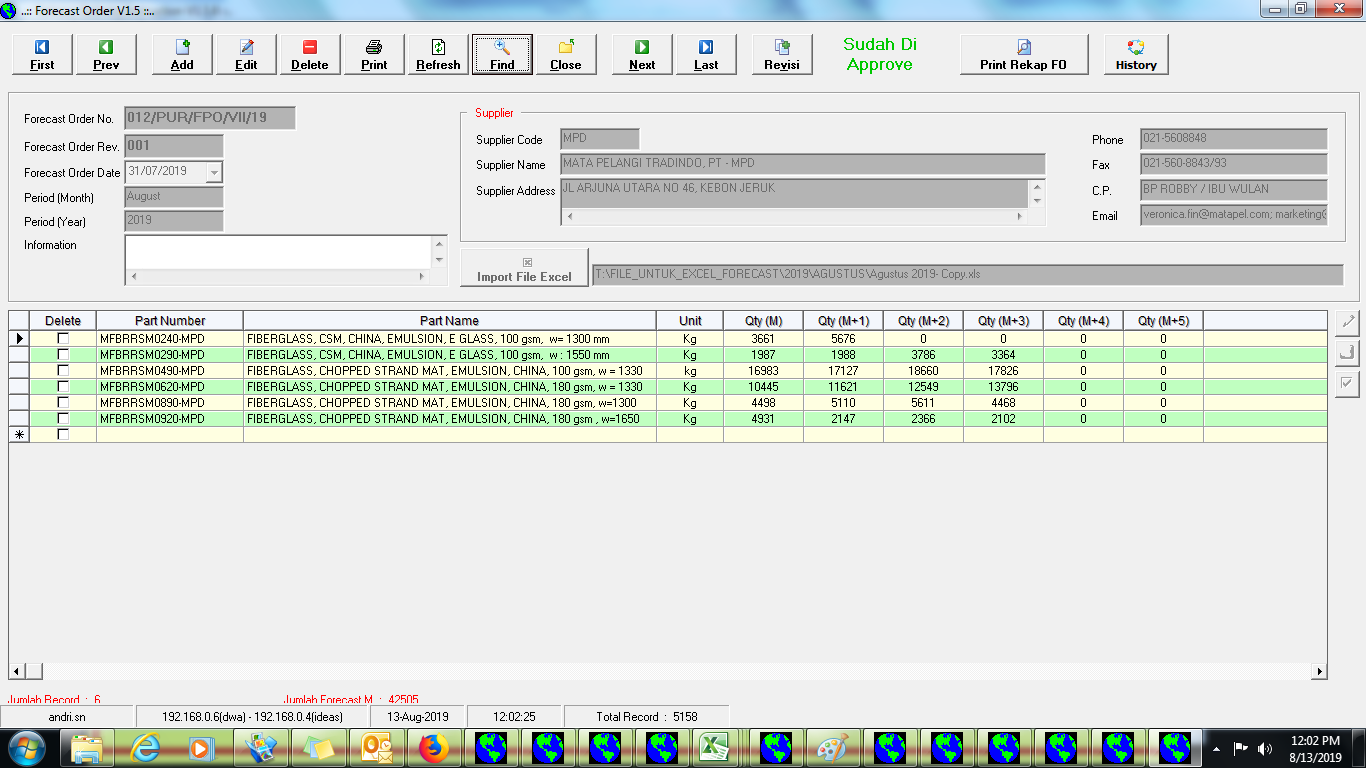 ..:: Forecast Order V1.5 ::..
First Prev Add Edit Delete Print Refresh Find Close Next Last Revisi Sudah Di Approve Print Rekap FO History
Forecast Order No. 012/PUR/FPO/VII/19
Forecast Order Rev. 001
Forecast Order Date 31/07/2019
Period (Month) August
Period (Year) 2019
Information
Supplier
Supplier Code MPD
Supplier Name MATA PELANGI TRADINDO, PT - MPD
Supplier Address JL ARJUNA UTARA NO 46, KEBON JERUK
Phone 021-5608848
Fax 021-560-8843/93
C.P. BP ROBBY / IBU WULAN
Email veronica.fin@matapel.com; marketing@
Import File Excel T:\FILE_UNTUK_EXCEL_FORECAST\2019\AGUSTUS\Agustus 2019- Copy.xls
Delete Part Number Part Name Unit Qty (M) Qty (M+1) Qty (M+2) Qty (M+3) Qty (M+4) Qty (M+5)
MFBRRSM0240-MPD FIBERGLASS, CSM, CHINA, EMULSION, E GLASS, 100 gsm, w= 1300 mm Kg 3661 5676 0 0 0 0
MFBRRSM0290-MPD FIBERGLASS, CSM, CHINA, EMULSION, E GLASS, 100 gsm, w : 1550 mm Kg 1987 1988 3786 3364 0 0
MFBRRSM0490-MPD FIBERGLASS, CHOPPED STRAND MAT, EMULSION, CHINA, 100 gsm, w = 1330 kg 16983 17127 18660 17826 0 0
MFBRRSM0620-MPD FIBERGLASS, CHOPPED STRAND MAT, EMULSION, CHINA, 180 gsm, w = 1330 Kg 10445 11621 12549 13796 0 0
MFBRRSM0890-MPD FIBERGLASS, CHOPPED STRAND MAT, EMULSION, CHINA, 180 gsm, w=1300 Kg 4498 5110 5611 4468 0 0
MFBRRSM0920-MPD FIBERGLASS, CHOPPED STRAND MAT, EMULSION, CHINA, 180 gsm , w=1650 Kg 4931 2147 2366 2102 0 0
Jumlah Record : 6 Jumlah Forecast M : 42505
andri.sn 192.168.0.6(dwa) - 192.168.0.4(ideas) 13-Aug-2019 12:02:25 Total Record : 5158
12:02 PM
8/13/2019